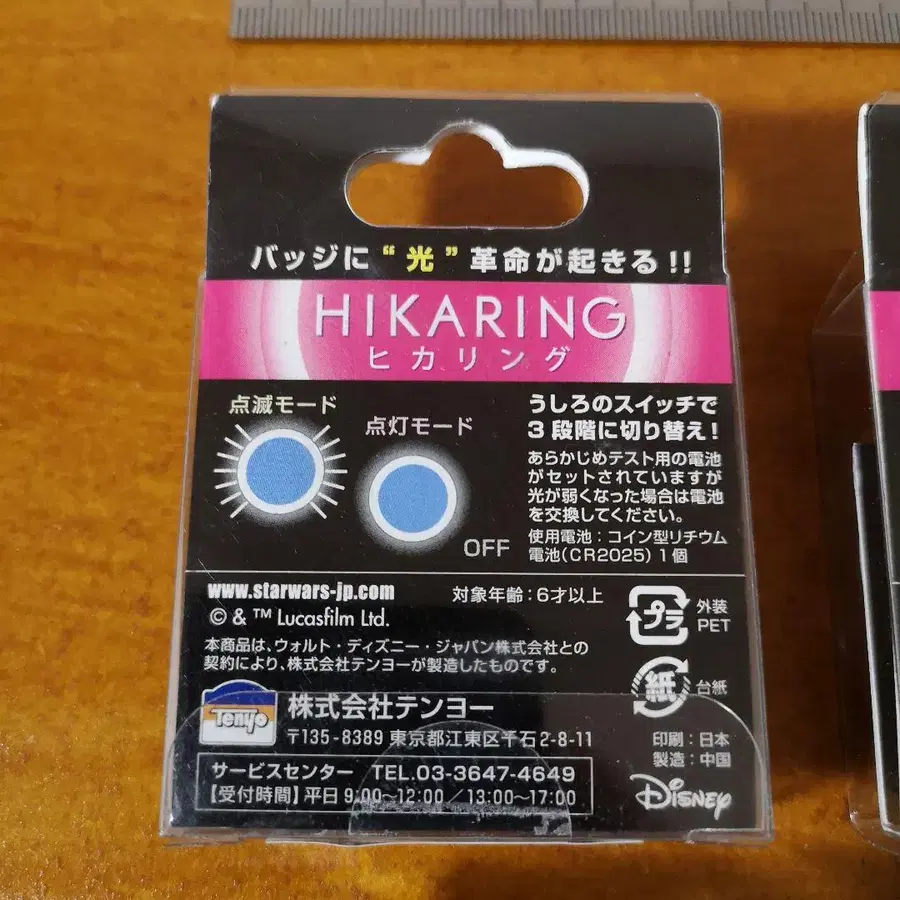 バッジに“光”革命が起きる!!
HIKARING
ヒカリング
点滅モード
点灯モード
OFF
うしろのスイッチで
3段階に切り替え!
あらかじめテスト用の電池
がセットされていますが
光が弱くなった場合は電池
を交換してください。
使用電池:コイン型リチウム
電池(CR2025)1個
www.starwars-jp.com
対象年齢:6才以上
© & ™ Lucasfilm Ltd.
本商品は、ウォルト・ディズニー・ジャパン株式会社との
契約により、株式会社テンヨーが製造したものです。
プラ
外装
PET
紙
台紙
Tenyo
株式会社テンヨー
〒135-8389 東京都江東区千石2-8-11
サービスセンター TEL.03-3647-4649
【受付時間】平日 9:00〜12:00/13:00〜17:00
印刷:日本
製造:中国
Disney